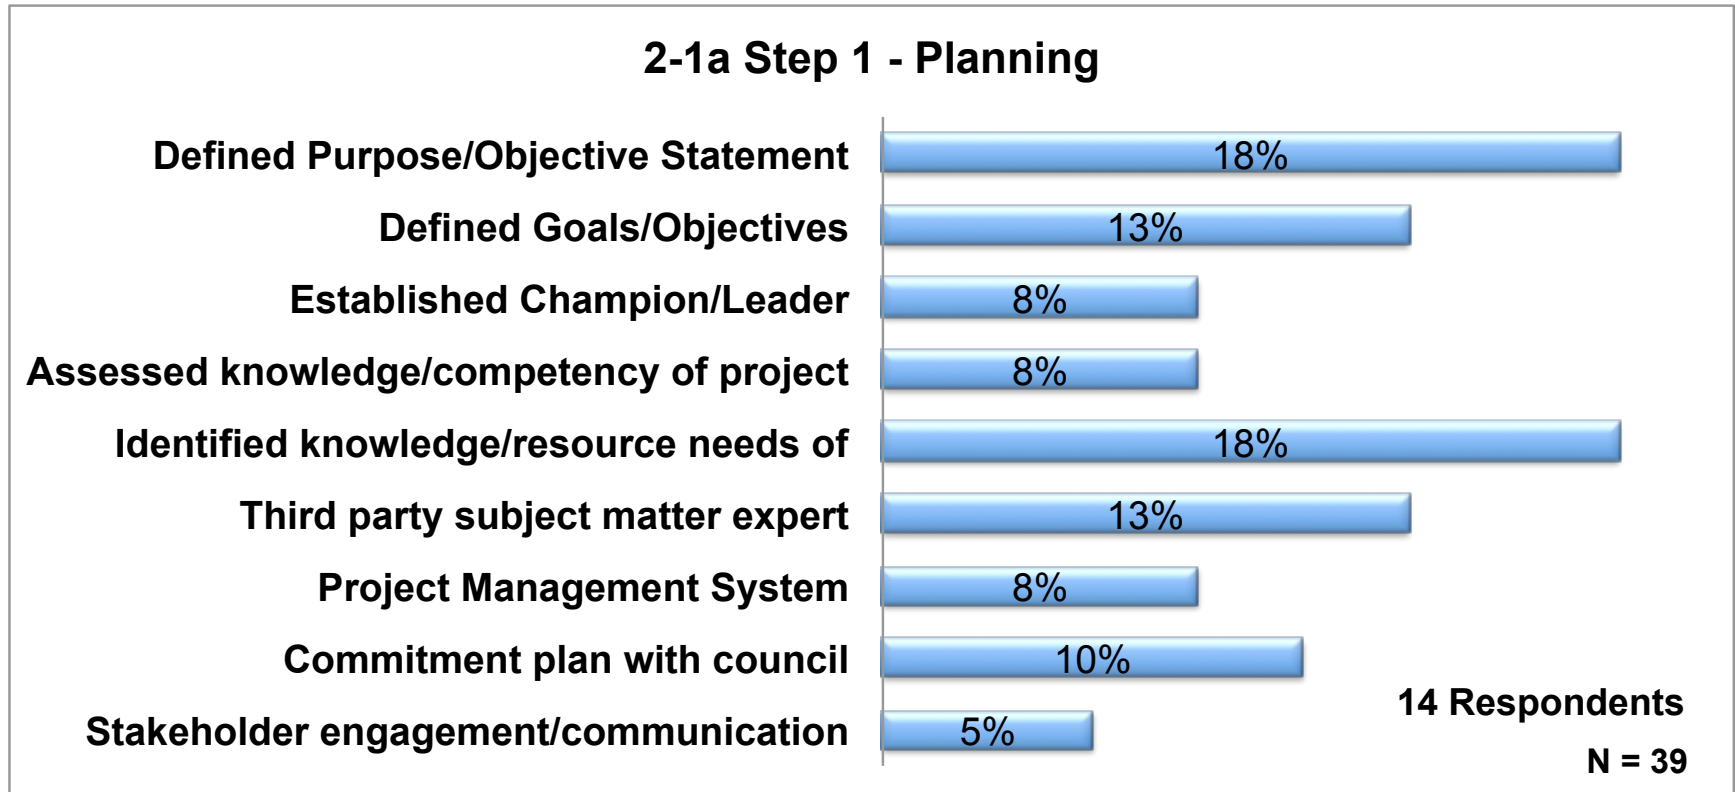 2-1a Step 1 - Planning
Defined Purpose/Objective Statement
18%
Defined Goals/Objectives
13%
Established Champion/Leader
8%
Assessed knowledge/competency of project
8%
Identified knowledge/resource needs of
18%
Third party subject matter expert
13%
Project Management System
8%
Commitment plan with council
10%
Stakeholder engagement/communication
5%
14 Respondents
N = 39